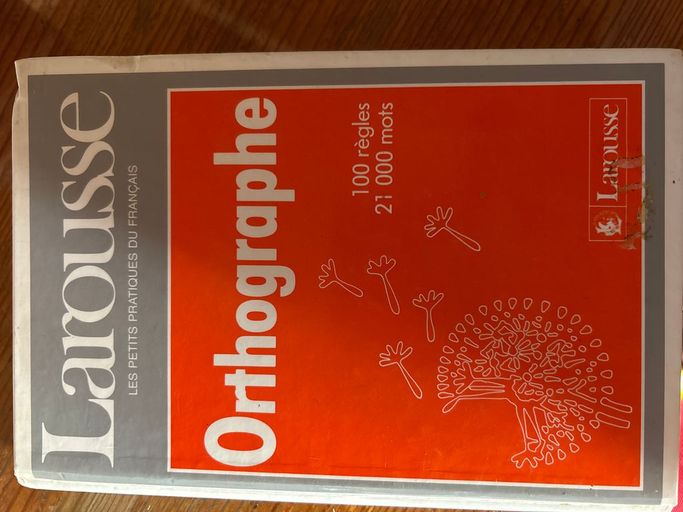 Larousse
LES PETITS PRATIQUES DU FRANÇAIS
Orthographe
100 règles
21 000 mots
Larousse